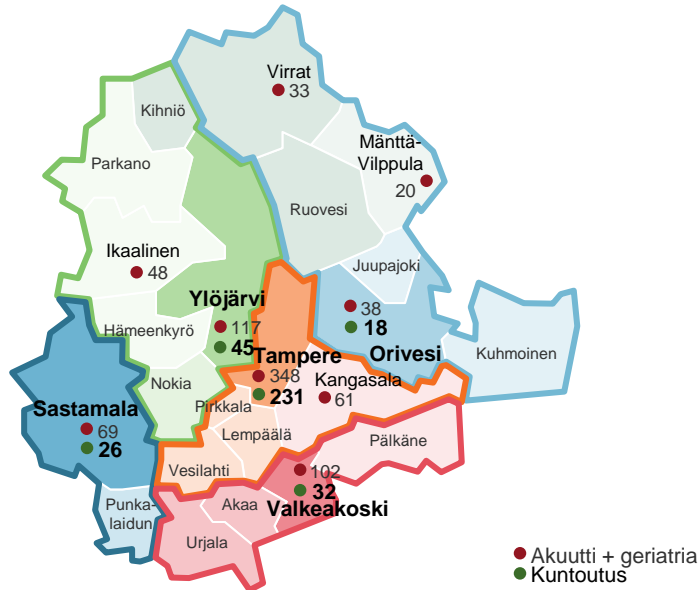 Virrat
33
Kihniö
Mänttä-
Vilppula
20
Parkano
Ruovesi
Ikaalinen
48
Juupajoki
Ylöjärvi
117
45
38
18
Orivesi
Hämeenkyrö
Kuhmoinen
Tampere
348
231
Kangasala
61
Nokia
Pirkkala
Sastamala
69
26
Lempäälä
Pälkäne
Vesilahti
102
32
Valkeakoski
Punka-
laidun
Akaa
Urjala
Akuutti + geriatria
Kuntoutus